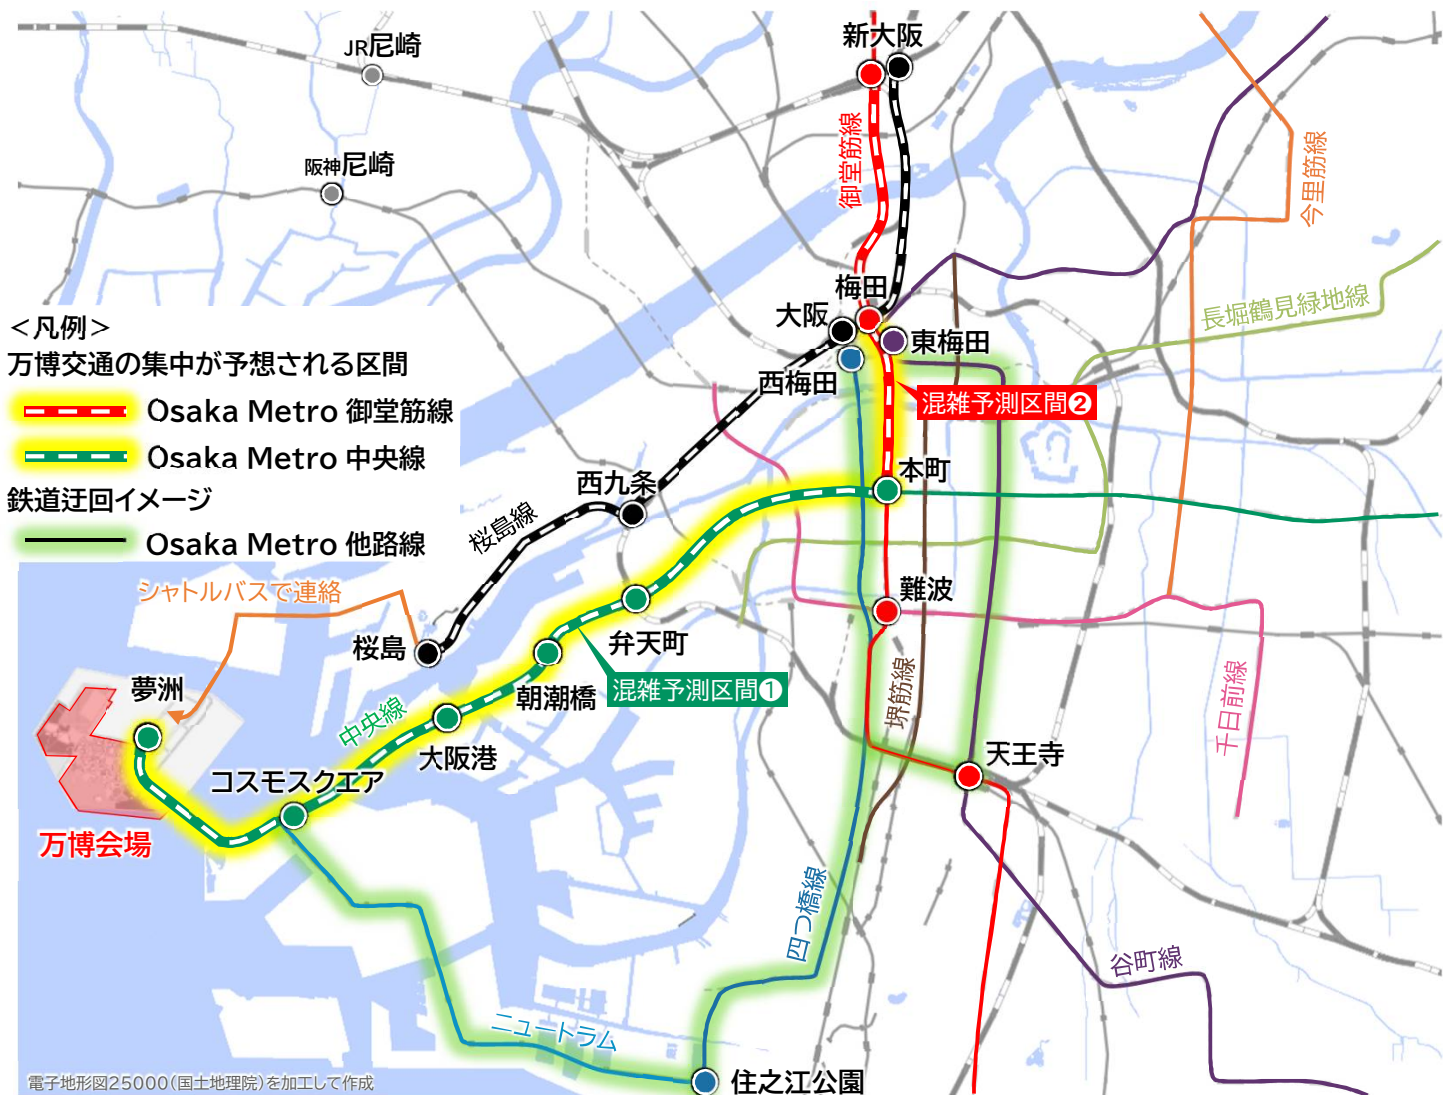 新大阪
JR尼崎
御堂筋線
今里筋線
阪神尼崎
梅田
長堀鶴見緑地線
大阪
東梅田
西梅田
混雑予測区間❷
<凡例>
万博交通の集中が予想される区間
Osaka Metro 御堂筋線
Osaka Metro 中央線
鉄道迂回イメージ
Osaka Metro 他路線
本町
西九条
桜島線
シャトルバスで連絡
難波
桜島
弁天町
夢洲
朝潮橋
混雑予測区間❶
堺筋線
千日前線
中央線
大阪港
天王寺
コスモスクエア
万博会場
四つ橋線
谷町線
ニュートラム
住之江公園
電子地形図25000(国土地理院)を加工して作成